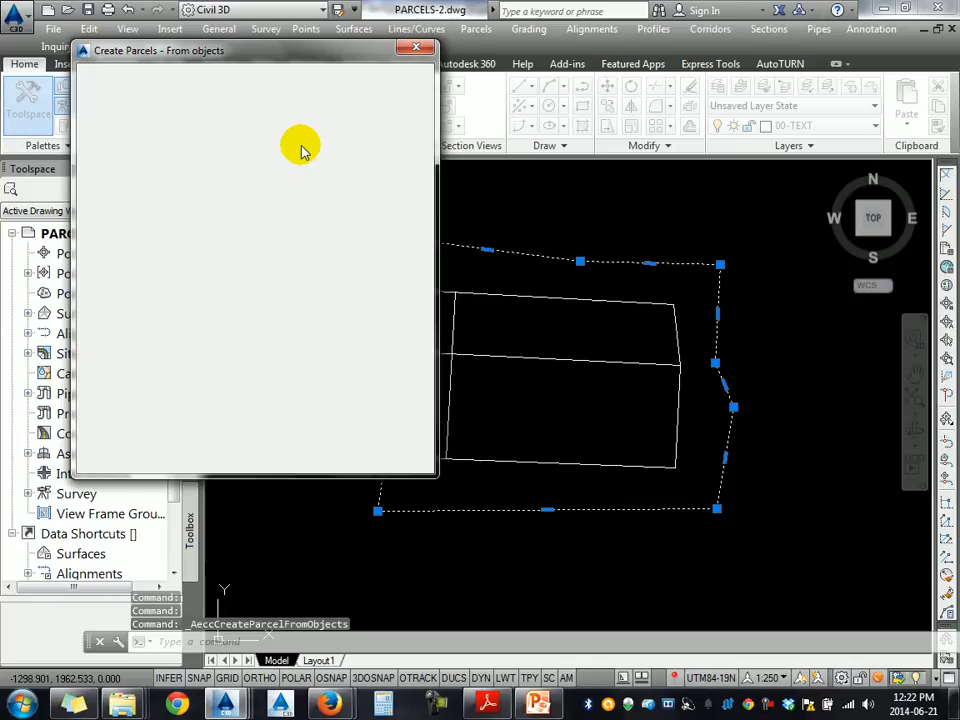 Civil 3D
PARCELS-2.dwg
Type a keyword or phrase
Sign In
Edit View Insert General Survey Points Surfaces Lines/Curves Parcels Grading Alignments Profiles Corridors Sections Pipes Annotation
Inquiry
Create Parcels - From objects
Home
Autodesk 360 Help Add-ins Featured Apps Express Tools AutoTURN
Toolspace
Unsaved Layer State
00-TEXT
Paste
Palettes
Section Views Draw Modify Layers Clipboard
Toolspace
Active Drawing
N
W TOP E
S
WCS
Data Shortcuts []
Survey
View Frame Grou...
Surfaces
Alignments
Toolbox
Y
X
Command:
Command:
Command: _AeccCreateParcelFromObjects
Type a command
Model Layout1
-1298.901, 1962.533, 0.000 INFER SNAP GRID ORTHO POLAR OSNAP 3DOSNAP OTRACK DUCS DYN LWT TPY SC AM UTM84-19N 1:250
C3D
12:22 PM
2014-06-21